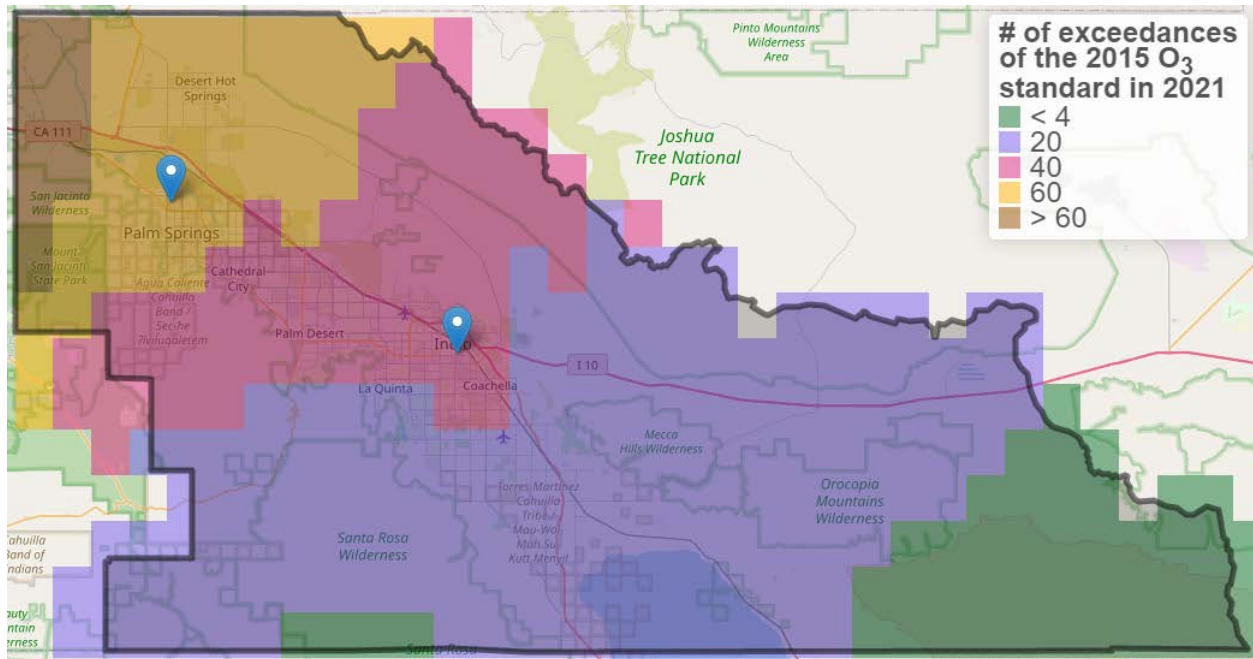 # of exceedances
of the 2015 O3
standard in 2021
< 4
20
40
60
> 60
Pinto Mountains
Wilderness
Area
Desert Hot
Springs
CA 111
Joshua
Tree National
Park
San Jacinto
Wilderness
Palm Springs
Mount
San Jacinto
State Park
Cathedral
City
Agua Caliente
Cahuilla
Band /
Palm Desert
Indio
I 10
La Quinta
Coachella
Mecca
Hills Wilderness
Orocopia
Mountains
Wilderness
Torres Martinez
Cahuilla
Tribe /
Santa Rosa
Wilderness
Cahuilla
Band of
Indians
Santa Rosa